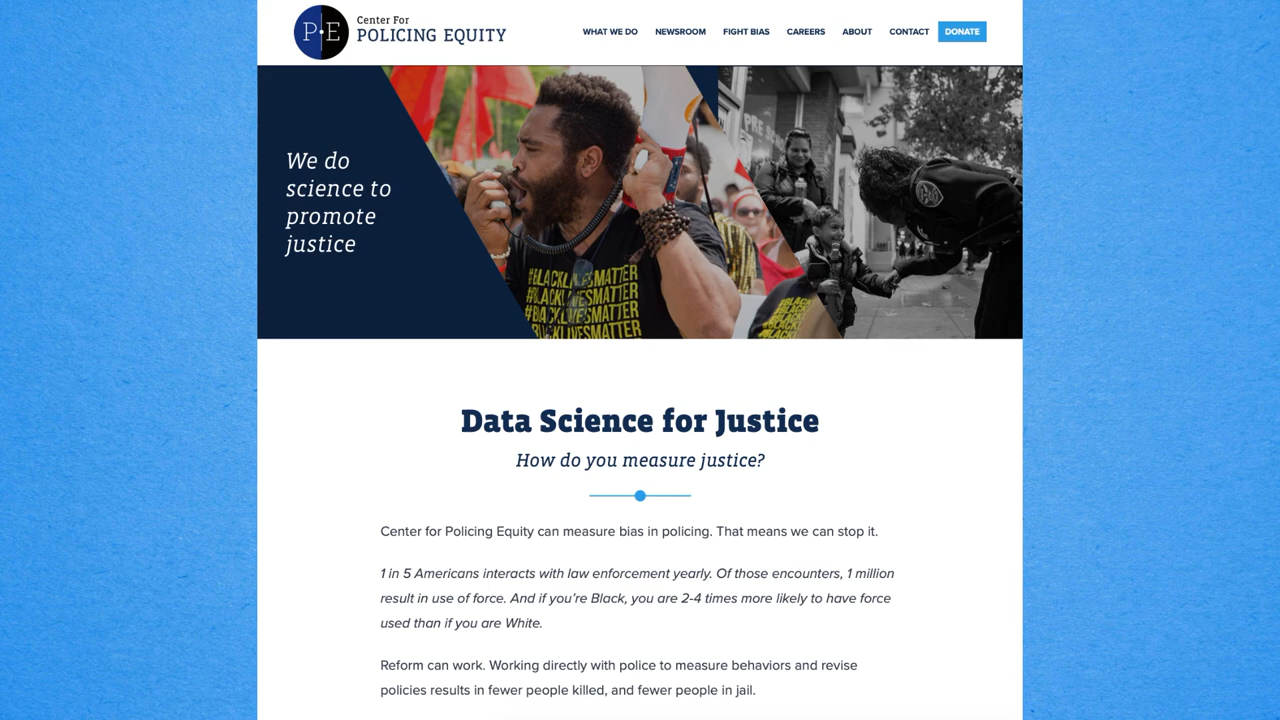 P E
Center For
POLICING EQUITY
WHAT WE DO NEWSROOM FIGHT BIAS CAREERS ABOUT CONTACT DONATE
We do
science to
promote
justice
PRE
#BLACKLIVESMATTER
#BLACKLIVESMATTER
#BLACKLIVESMATTER
#BLACKLIVESMATTER
Data Science for Justice
How do you measure justice?
Center for Policing Equity can measure bias in policing. That means we can stop it.
1 in 5 Americans interacts with law enforcement yearly. Of those encounters, 1 million
result in use of force. And if you're Black, you are 2-4 times more likely to have force
used than if you are White.
Reform can work. Working directly with police to measure behaviors and revise
policies results in fewer people killed, and fewer people in jail.